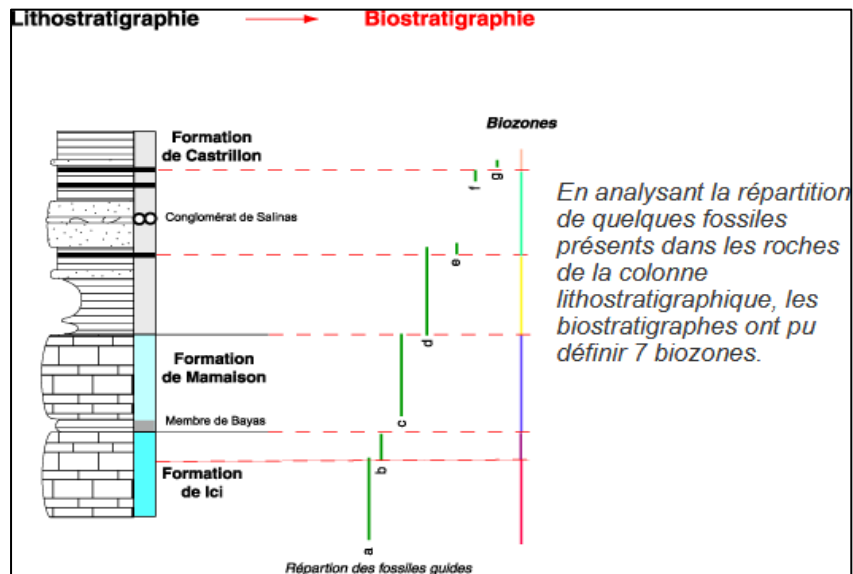 Lithostratigraphie
Biostratigraphie
Biozones
Formation
de Castrillon
g
f
Conglomérat de Salinas
e
d
Formation
de Mamaison
c
Membre de Bayas
b
Formation
de Ici
a
Répartion des fossiles guides
En analysant la répartition
de quelques fossiles
présents dans les roches
de la colonne
lithostratigraphique, les
biostratigraphes ont pu
définir 7 biozones.